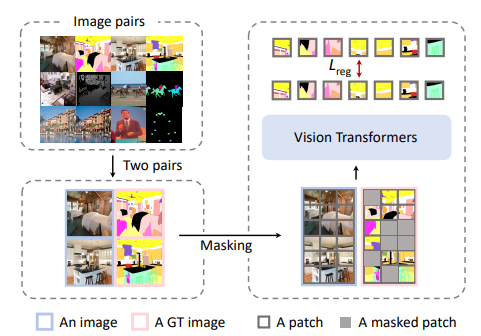 Image pairs
Two pairs
Masking
L_reg
Vision Transformers
An image
A GT image
A patch
A masked patch